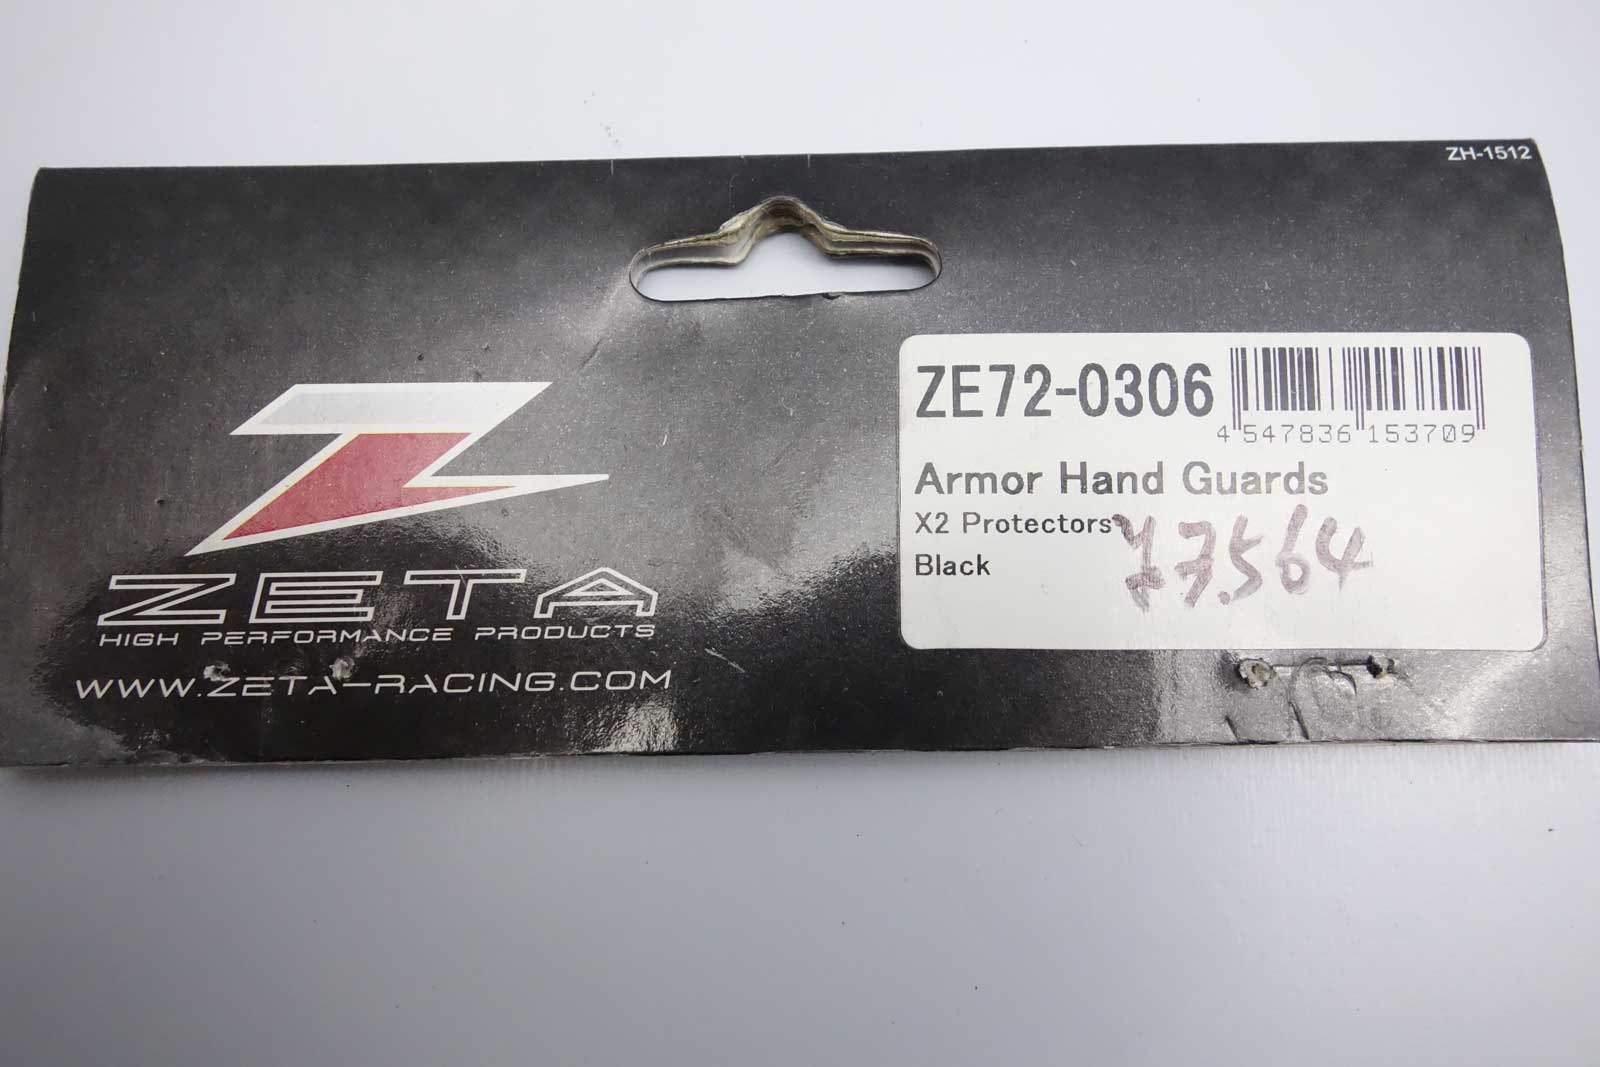 ZH-1512
ZE72-0306
4 547836 153709
Armor Hand Guards
X2 Protectors
Black
¥7.564
ZETA
HIGH PERFORMANCE PRODUCTS
WWW.ZETA-RACING.COM